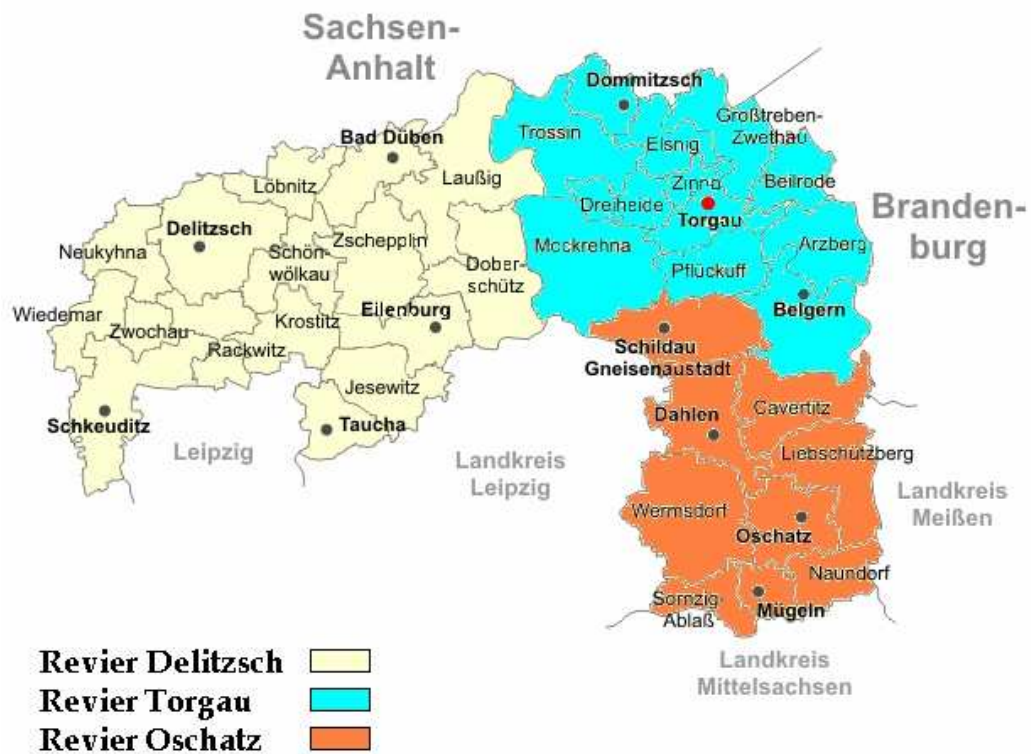 Sachsen-
Anhalt
Dommitzsch
Großtreben-
Zwethau
Trossin
Elsnig
Bad Düben
Laußig
Zinna
Beilrode
Löbnitz
Dreiheide
Torgau
Branden-
burg
Delitzsch
Zschepplin
Neukyhna
Schön-
wölkau
Mockrehna
Arzberg
Pflückuff
Dober-
schütz
Belgern
Wiedemar
Zwochau
Krostitz
Eilenburg
Rackwitz
Schildau
Gneisenaustadt
Jesewitz
Cavertitz
Dahlen
Schkeuditz
Taucha
Leipzig
Landkreis
Leipzig
Liebschützberg
Landkreis
Meißen
Wermsdorf
Oschatz
Naundorf
Sornzig-
Ablaß
Mügeln
Landkreis
Mittelsachsen
Revier Delitzsch
Revier Torgau
Revier Oschatz